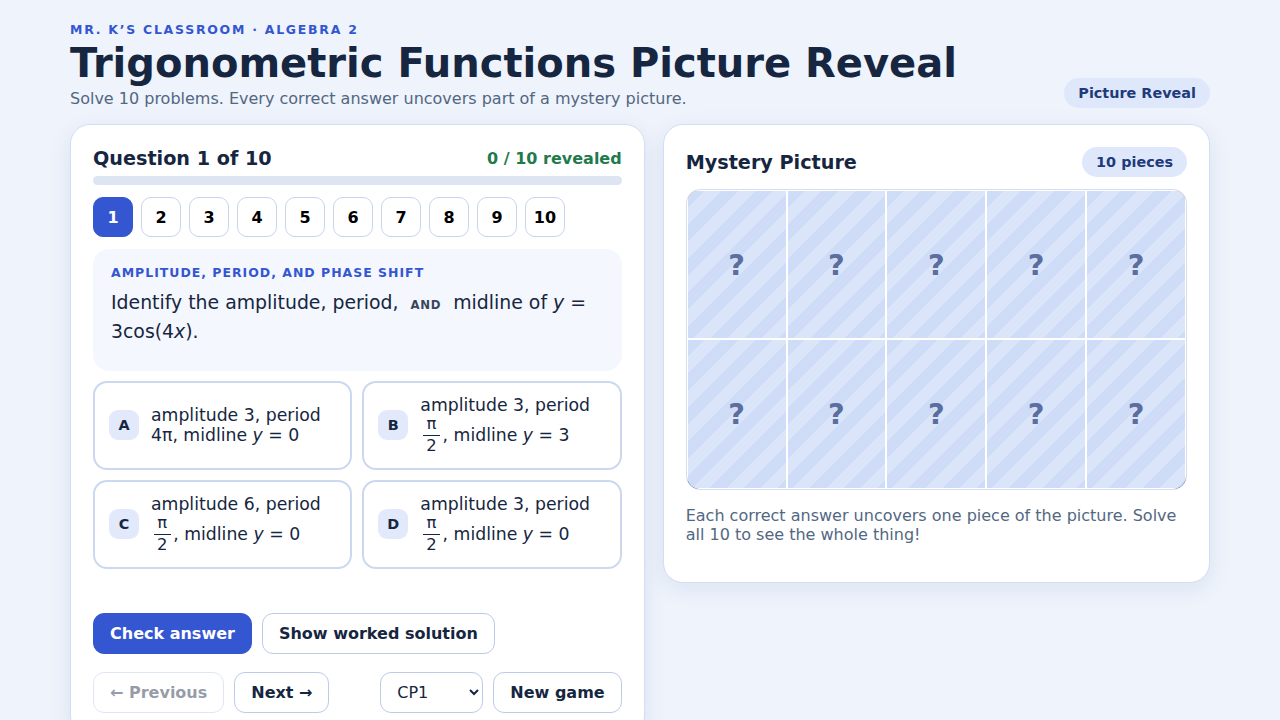 MR. K’S CLASSROOM · ALGEBRA 2
Trigonometric Functions Picture Reveal
Solve 10 problems. Every correct answer uncovers part of a mystery picture.
Picture Reveal
Question 1 of 10
0 / 10 revealed
1 2 3 4 5 6 7 8 9 10
AMPLITUDE, PERIOD, AND PHASE SHIFT
Identify the amplitude, period, AND midline of y =
3cos(4x).
A
amplitude 3, period
4π, midline y = 0
B
amplitude 3, period
π/2, midline y = 3
C
amplitude 6, period
π/2, midline y = 0
D
amplitude 3, period
π/2, midline y = 0
Check answer
Show worked solution
← Previous
Next →
CP1
New game
Mystery Picture
10 pieces
? ? ? ? ?
? ? ? ? ?
Each correct answer uncovers one piece of the picture. Solve
all 10 to see the whole thing!